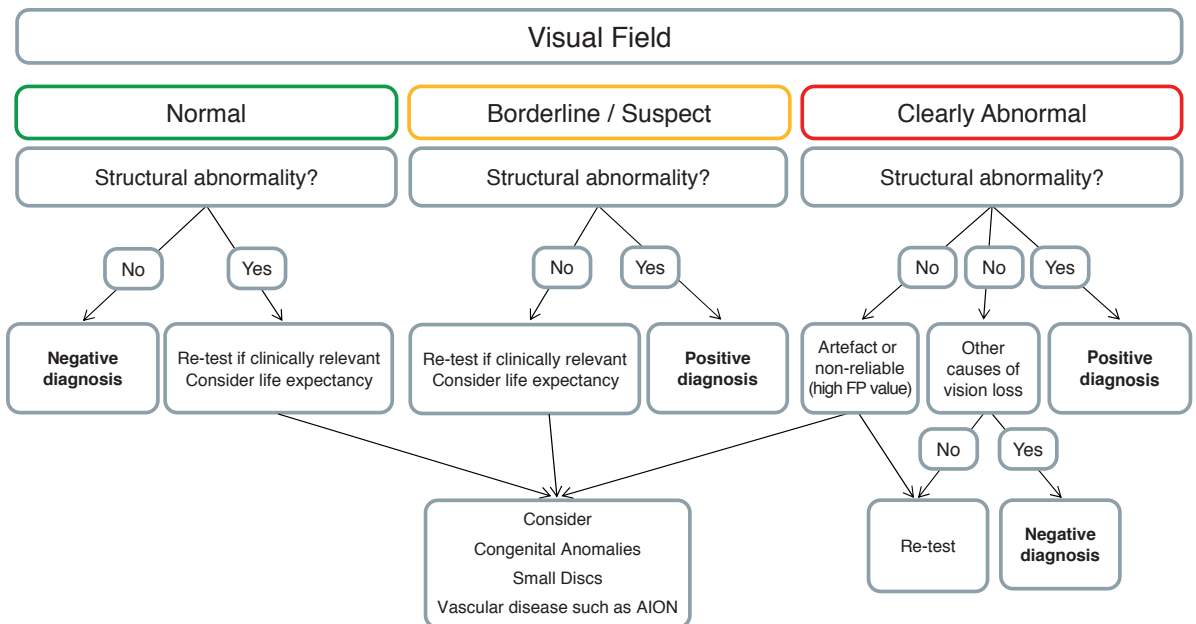 Visual Field
Normal
Borderline / Suspect
Clearly Abnormal
Structural abnormality?
Structural abnormality?
Structural abnormality?
No
Yes
No
Yes
No
No
Yes
Negative
diagnosis
Re-test if clinically relevant
Consider life expectancy
Re-test if clinically relevant
Consider life expectancy
Positive
diagnosis
Artefact or
non-reliable
(high FP value)
Other
causes of
vision loss
Positive
diagnosis
No
Yes
Consider
Congenital Anomalies
Small Discs
Vascular disease such as AION
Re-test
Negative
diagnosis